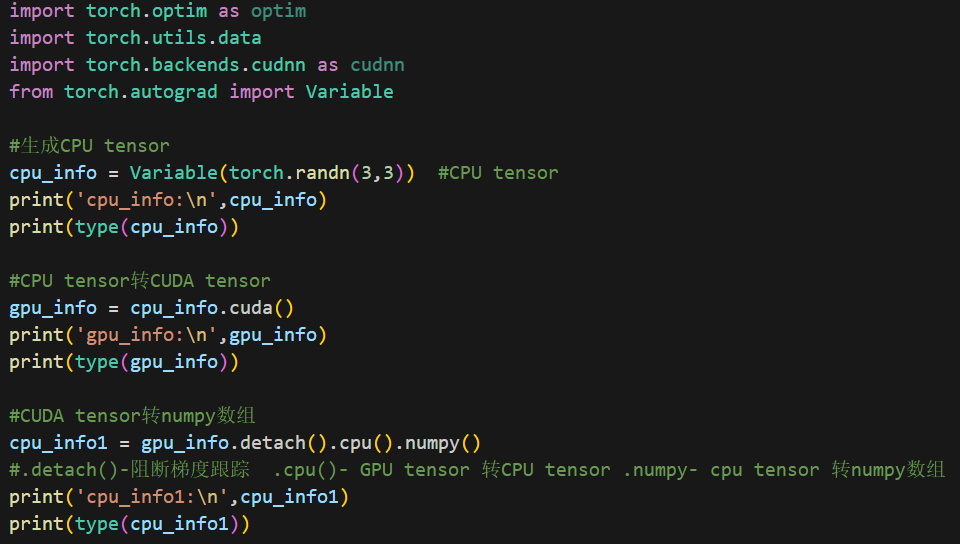 import torch.optim as optim
import torch.utils.data
import torch.backends.cudnn as cudnn
from torch.autograd import Variable
#生成CPU tensor
cpu_info = Variable(torch.randn(3,3))  #CPU tensor
print('cpu_info:\n',cpu_info)
print(type(cpu_info))
#CPU tensor转CUDA tensor
gpu_info = cpu_info.cuda()
print('gpu_info:\n',gpu_info)
print(type(gpu_info))
#CUDA tensor转numpy数组
cpu_info1 = gpu_info.detach().cpu().numpy()
#.detach()-阻断梯度跟踪  .cpu()- GPU tensor 转CPU tensor .numpy- cpu tensor 转numpy数组
print('cpu_info1:\n',cpu_info1)
print(type(cpu_info1))